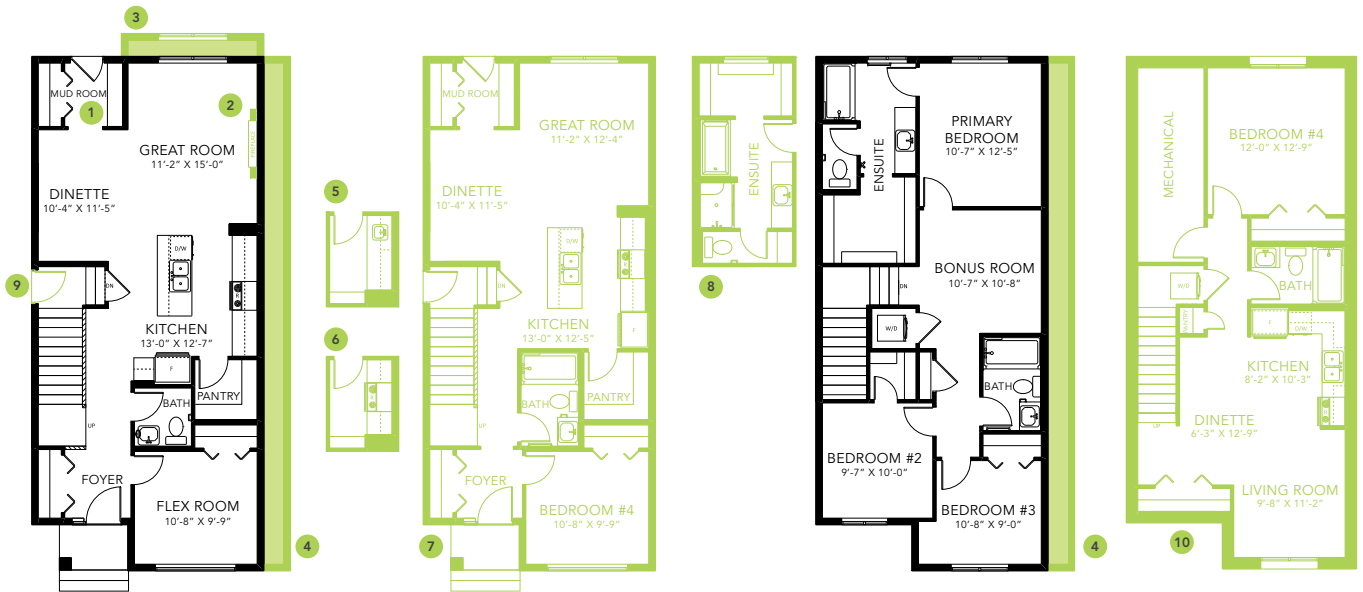 3
MUD ROOM
1
2
FIREPLACE
GREAT ROOM
11'-2" X 15'-0"
DINETTE
10'-4" X 11'-5"
D/W
9
DN
KITCHEN
13'-0" X 12'-7"
F
PANTRY
BATH
UP
FOYER
FLEX ROOM
10'-8" X 9'-9"
4
5
6
MUD ROOM
GREAT ROOM
11'-2" X 12'-4"
DINETTE
10'-4" X 11'-5"
D/W
DN
KITCHEN
13'-0" X 12'-5"
F
PANTRY
BATH
UP
FOYER
BEDROOM #4
10'-8" X 9'-9"
7
ENSUITE
8
ENSUITE
PRIMARY
BEDROOM
10'-7" X 12'-5"
BONUS ROOM
10'-7" X 10'-8"
DN
W/D
BATH
BEDROOM #2
9'-7" X 10'-0"
BEDROOM #3
10'-8" X 9'-0"
4
MECHANICAL
BEDROOM #4
12'-0" X 12'-9"
W/D
BATH
PANTRY
F
D/W
KITCHEN
8'-2" X 10'-3"
DINETTE
6'-3" X 12'-9"
UP
LIVING ROOM
9'-8" X 11'-2"
10